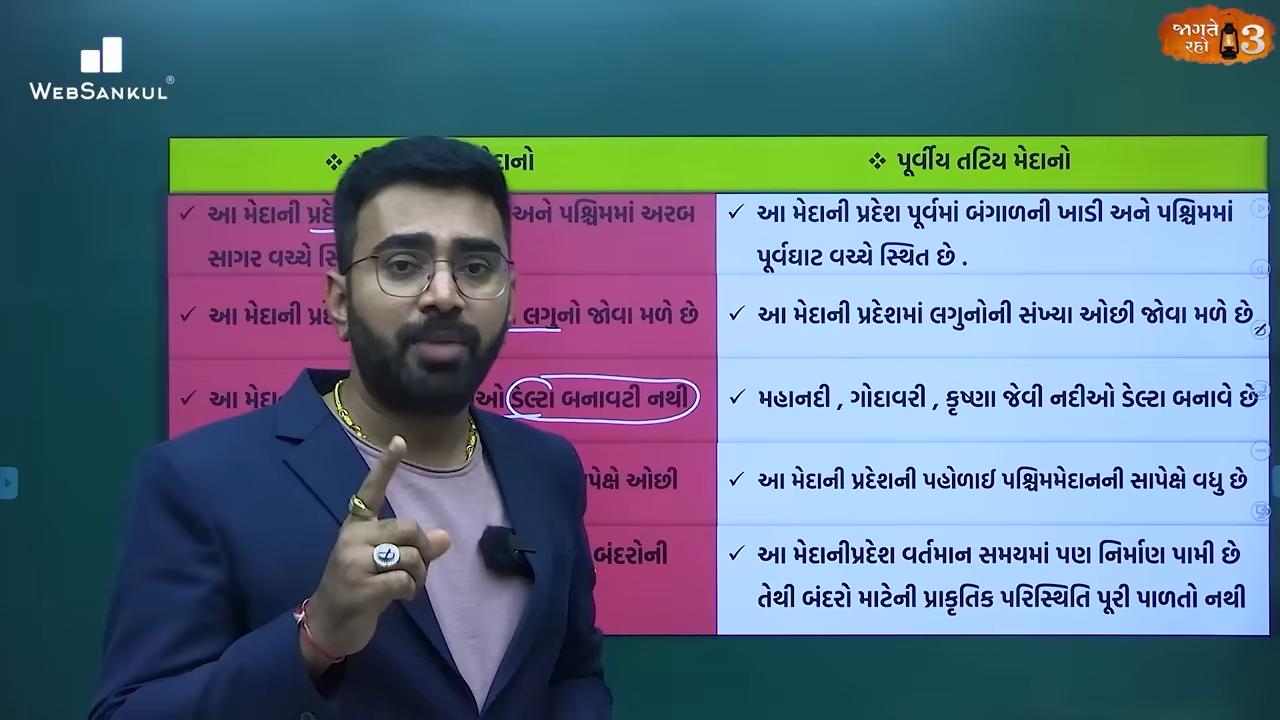 WEBSANKUL®
જાગતે
રહો 3
❖ મેદાનો
❖ પૂર્વીય તટિય મેદાનો
✓ આ મેદાની પ્રદે અને પશ્ચિમમાં અરબ
સાગર વચ્ચે સ્થિ
✓ આ મેદાની પ્ર લગુનો જોવા મળે છે
✓ આ ઓ ડેલ્ટા બનાવટી નથી
ઓછી
બંદરોની
✓ આ મેદાની પ્રદેશ પૂર્વમાં બંગાળની ખાડી અને પશ્ચિમમાં
પૂર્વઘાટ વચ્ચે સ્થિત છે .
✓ આ મેદાની પ્રદેશમાં લગુનોની સંખ્યા ઓછી જોવા મળે છે
✓ મહાનદી , ગોદાવરી , કૃષ્ણા જેવી નદીઓ ડેલ્ટા બનાવે છે
✓ આ મેદાની પ્રદેશની પહોળાઈ પશ્ચિમમેદાનની સાપેક્ષે વધુ છે
✓ આ મેદાનીપ્રદેશ વર્તમાન સમયમાં પણ નિર્માણ પામી છે
તેથી બંદરો માટેની પ્રાકૃતિક પરિસ્થિતિ પૂરી પાળતો નથી